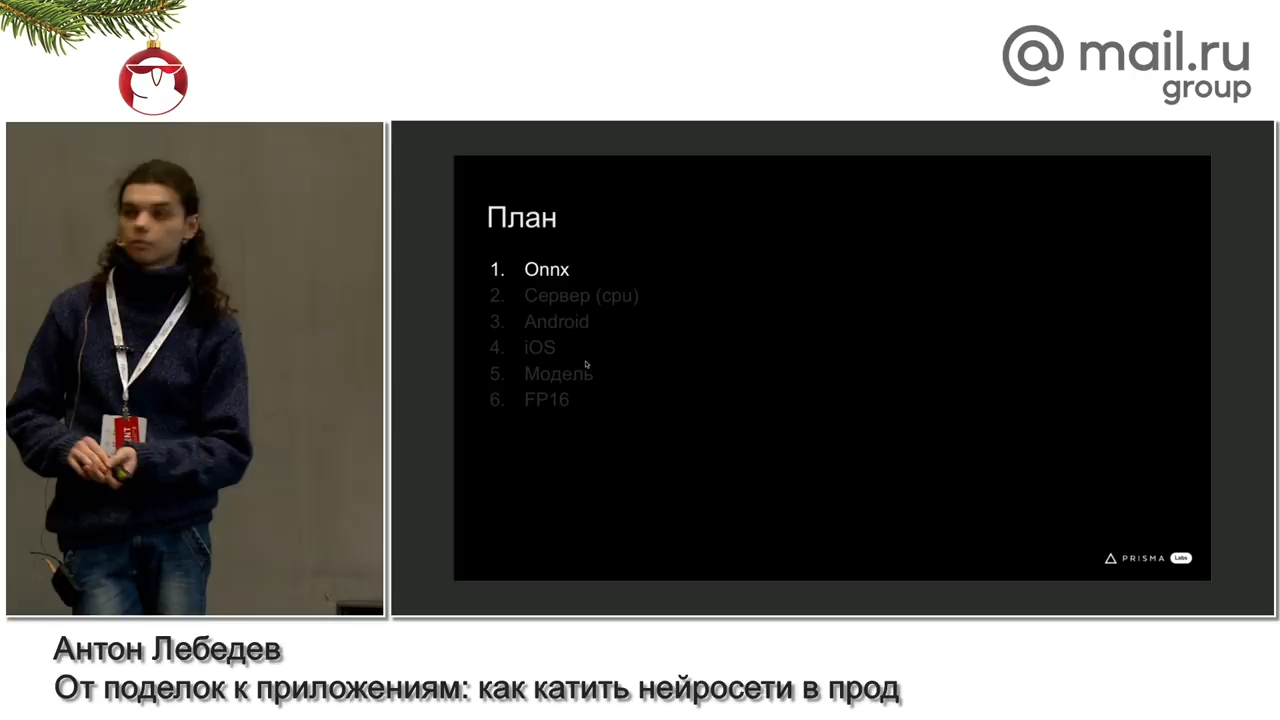 @ mail.ru
group
План
1. Onnx
2. Сервер (cpu)
3. Android
4. iOS
5. Модель
6. FP16
PRISMA Labs
Антон Лебедев
От поделок к приложениям: как катить нейросети в прод